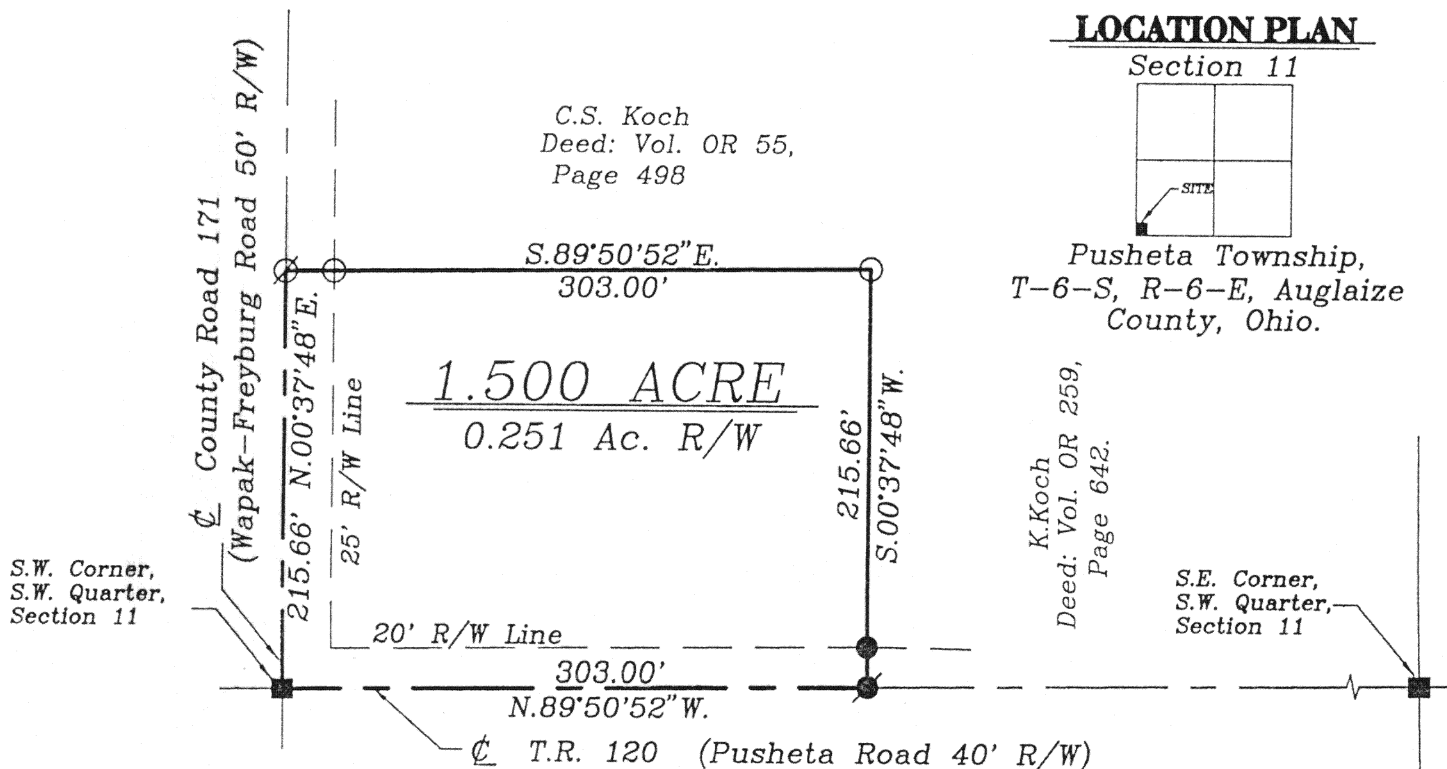 LOCATION PLAN
Section 11
SITE
Pusheta Township,
T-6-S, R-6-E, Auglaize
County, Ohio.
C.S. Koch
Deed: Vol. OR 55,
Page 498
℄ County Road 171
(Wapak-Freyburg Road 50' R/W)
S.89°50'52"E.
303.00'
215.66' N.00°37'48"E.
25' R/W Line
1.500 ACRE
0.251 Ac. R/W
215.66'
S.00°37'48"W.
K.Koch
Deed: Vol. OR 259,
Page 642.
S.W. Corner,
S.W. Quarter,
Section 11
S.E. Corner,
S.W. Quarter,
Section 11
20' R/W Line
303.00'
N.89°50'52"W.
℄ T.R. 120 (Pusheta Road 40' R/W)